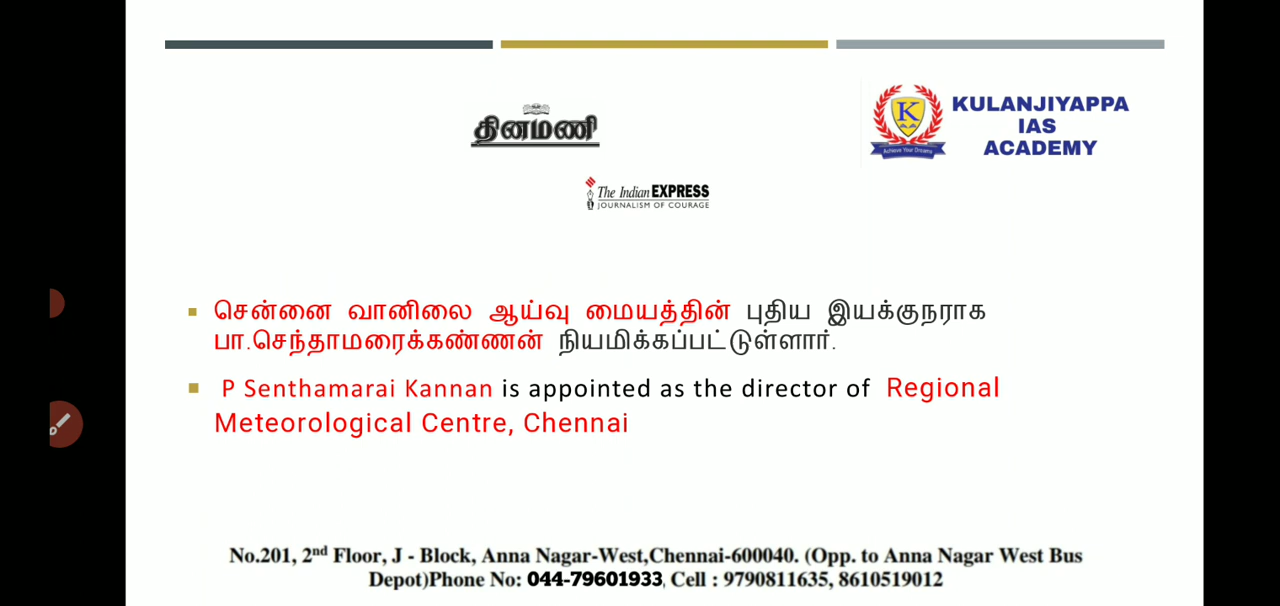 தினமணி
KULANJIYAPPA
IAS
ACADEMY
K
Achieve Your Dreams
The Indian EXPRESS
JOURNALISM OF COURAGE
சென்னை வானிலை ஆய்வு மையத்தின் புதிய இயக்குநராக
பா.செந்தாமரைக்கண்ணன் நியமிக்கப்பட்டுள்ளார்.
P Senthamarai Kannan is appointed as the director of Regional
Meteorological Centre, Chennai
No.201, 2nd Floor, J - Block, Anna Nagar-West,Chennai-600040. (Opp. to Anna Nagar West Bus
Depot)Phone No: 044-79601933, Cell : 9790811635, 8610519012